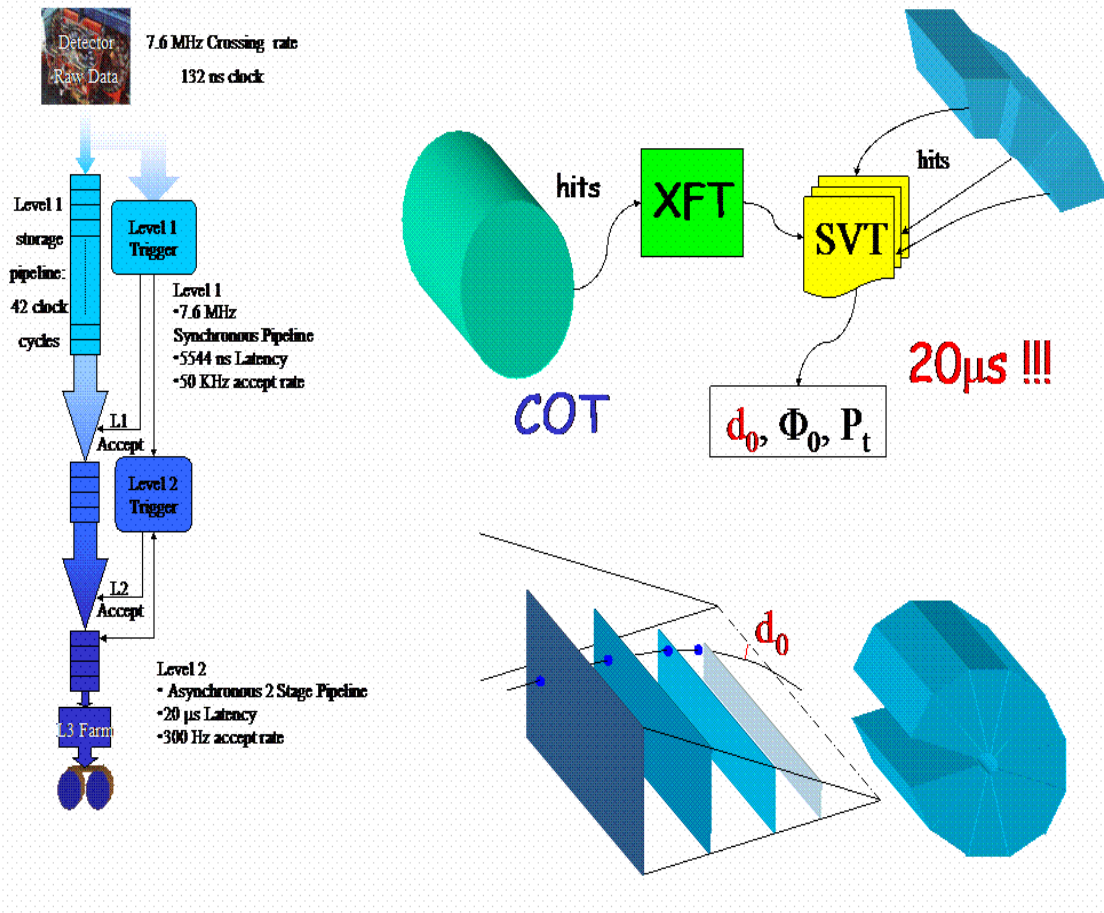 Detector
Raw Data
7.6 MHz Crossing rate
132 ns clock
Level 1
storage
pipeline:
42 clock
cycles
Level 1
Trigger
Level 1
•7.6 MHz
Synchronous Pipeline
•5544 ns Latency
•50 KHz accept rate
L1
Accept
Level 2
Trigger
L2
Accept
Level 2
• Asynchronous 2 Stage Pipeline
•20 µs Latency
•300 Hz accept rate
L3 Farm
hits
XFT
hits
SVT
COT
20µs !!!
d₀, Φ₀, Pₜ
d₀